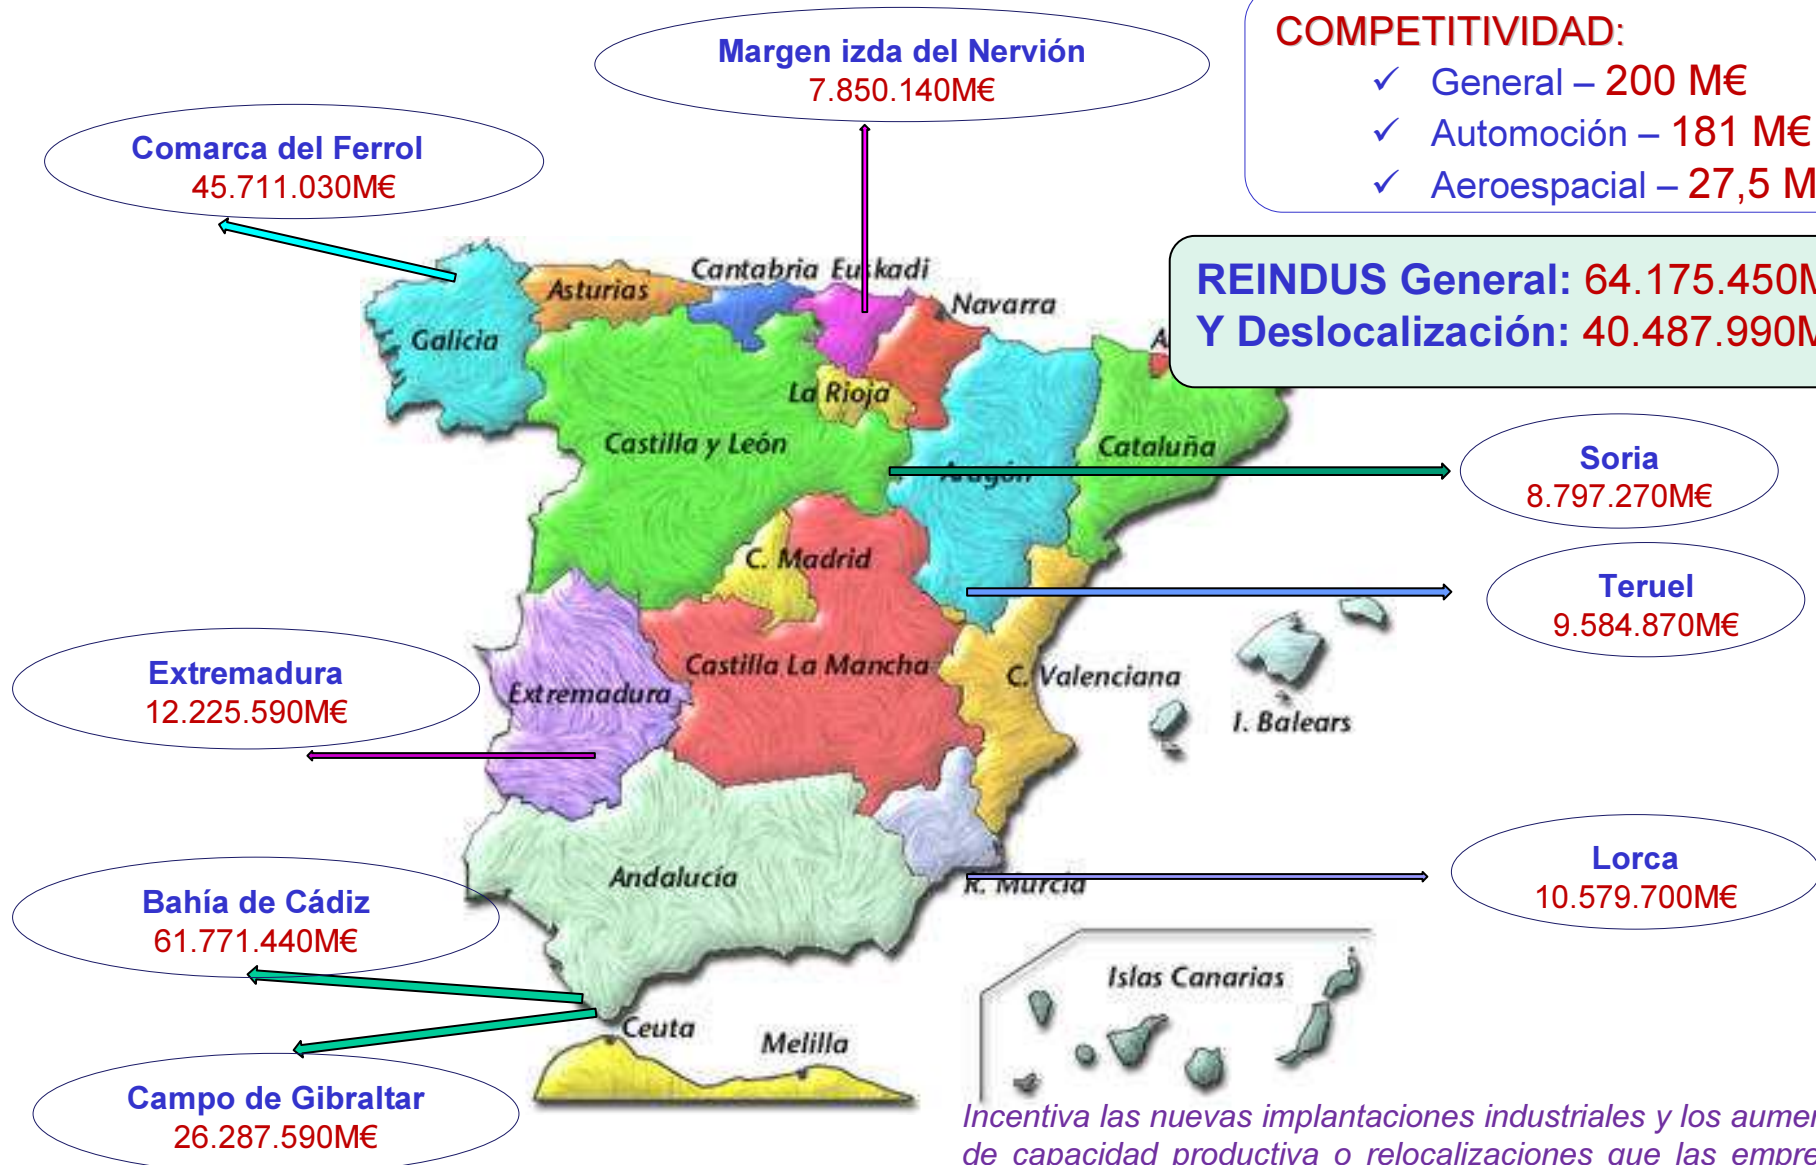 Margen izda del Nervión
7.850.140M€
COMPETITIVIDAD:
✓ General – 200 M€
✓ Automoción – 181 M€
✓ Aeroespacial – 27,5 M
Comarca del Ferrol
45.711.030M€
REINDUS General: 64.175.450M
Y Deslocalización: 40.487.990M
Cantabria Euskadi
Asturias
Navarra
Galicia
A
La Rioja
Castilla y León
Cataluña
Aragón
Soria
8.797.270M€
C. Madrid
Teruel
9.584.870M€
Extremadura
12.225.590M€
Castilla La Mancha
Extremadura
C. Valenciana
I. Balears
Andalucía
R. Murcia
Lorca
10.579.700M€
Bahía de Cádiz
61.771.440M€
Islas Canarias
Ceuta
Melilla
Campo de Gibraltar
26.287.590M€
Incentiva las nuevas implantaciones industriales y los aumen
de capacidad productiva o relocalizaciones que las empre